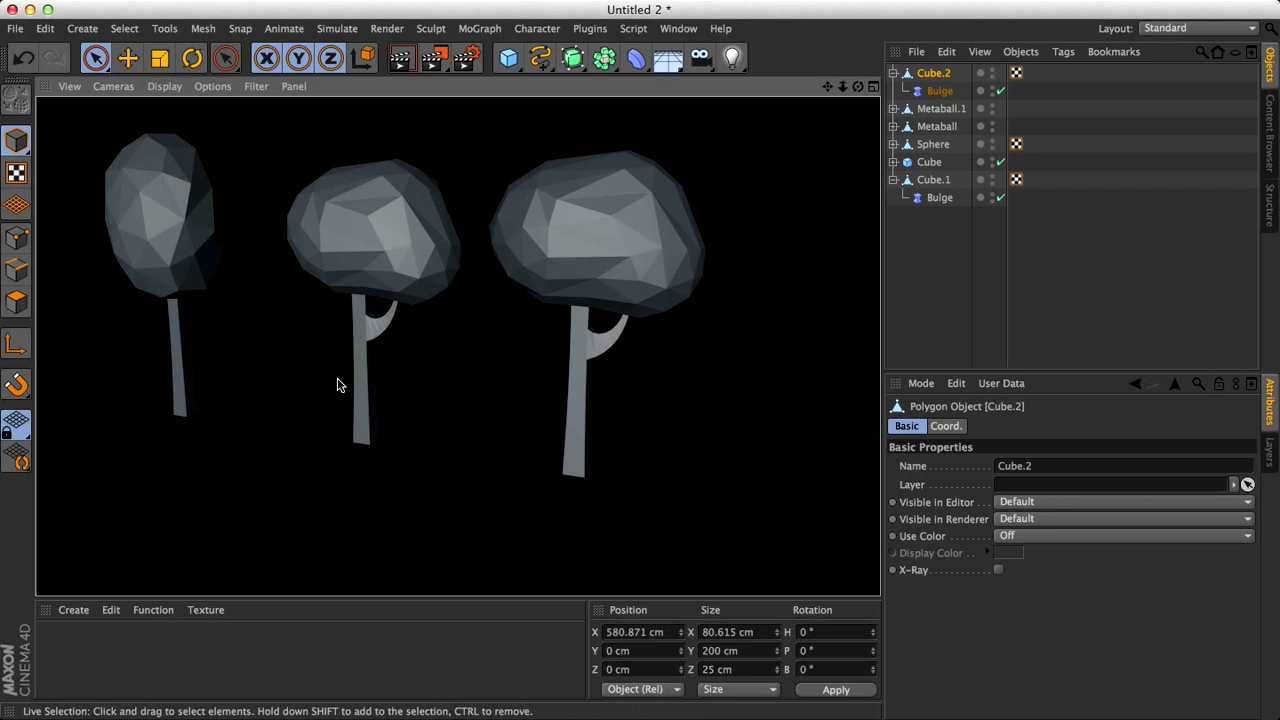 Untitled 2 *
File Edit Create Select Tools Mesh Snap Animate Simulate Render Sculpt MoGraph Character Plugins Script Window Help Layout: Standard
X Y Z
View Cameras Display Options Filter Panel
File Edit View Objects Tags Bookmarks
Cube.2
Bulge
Metaball.1
Metaball
Sphere
Cube
Cube.1
Bulge
Objects
Content Browser
Structure
Mode Edit User Data
Polygon Object [Cube.2]
Basic Coord.
Basic Properties
Name Cube.2
Layer
Visible in Editor Default
Visible in Renderer Default
Use Color Off
Display Color
X-Ray
Attributes
Layers
Create Edit Function Texture
Position Size Rotation
X 580.871 cm X 80.615 cm H 0 °
Y 0 cm Y 200 cm P 0 °
Z 0 cm Z 25 cm B 0 °
Object (Rel) Size Apply
MAXON
CINEMA 4D
Live Selection: Click and drag to select elements. Hold down SHIFT to add to the selection, CTRL to remove.